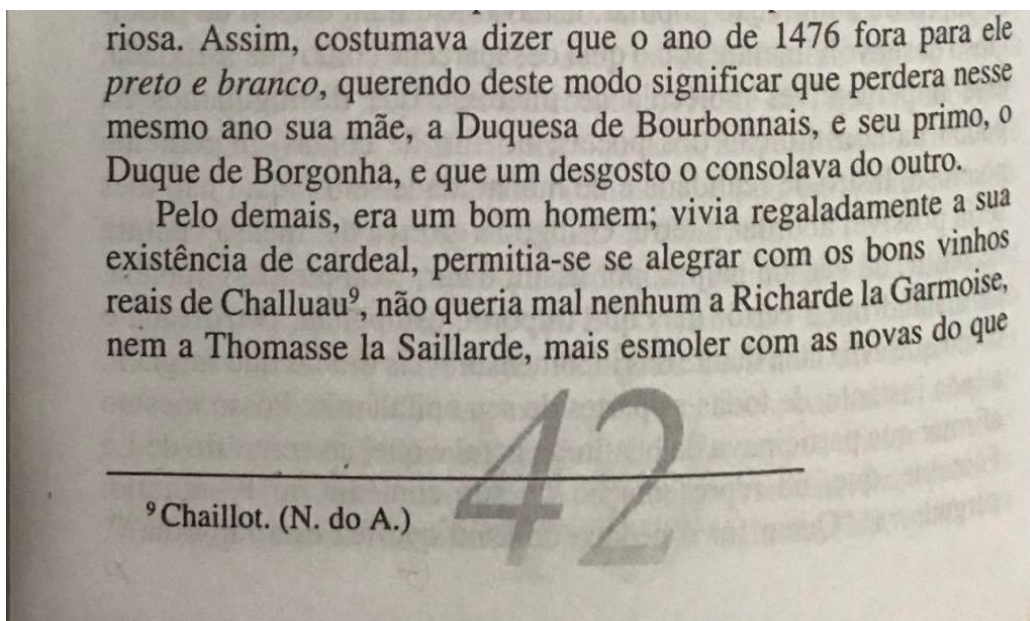 riosa. Assim, costumava dizer que o ano de 1476 fora para ele
preto e branco, querendo deste modo significar que perdera nesse
mesmo ano sua mãe, a Duquesa de Bourbonnais, e seu primo, o
Duque de Borgonha, e que um desgosto o consolava do outro.
Pelo demais, era um bom homem; vivia regaladamente a sua
existência de cardeal, permitia-se se alegrar com os bons vinhos
reais de Challuau⁹, não queria mal nenhum a Richarde la Garmoise,
nem a Thomasse la Saillarde, mais esmoler com as novas do que
42
⁹ Chaillot. (N. do A.)